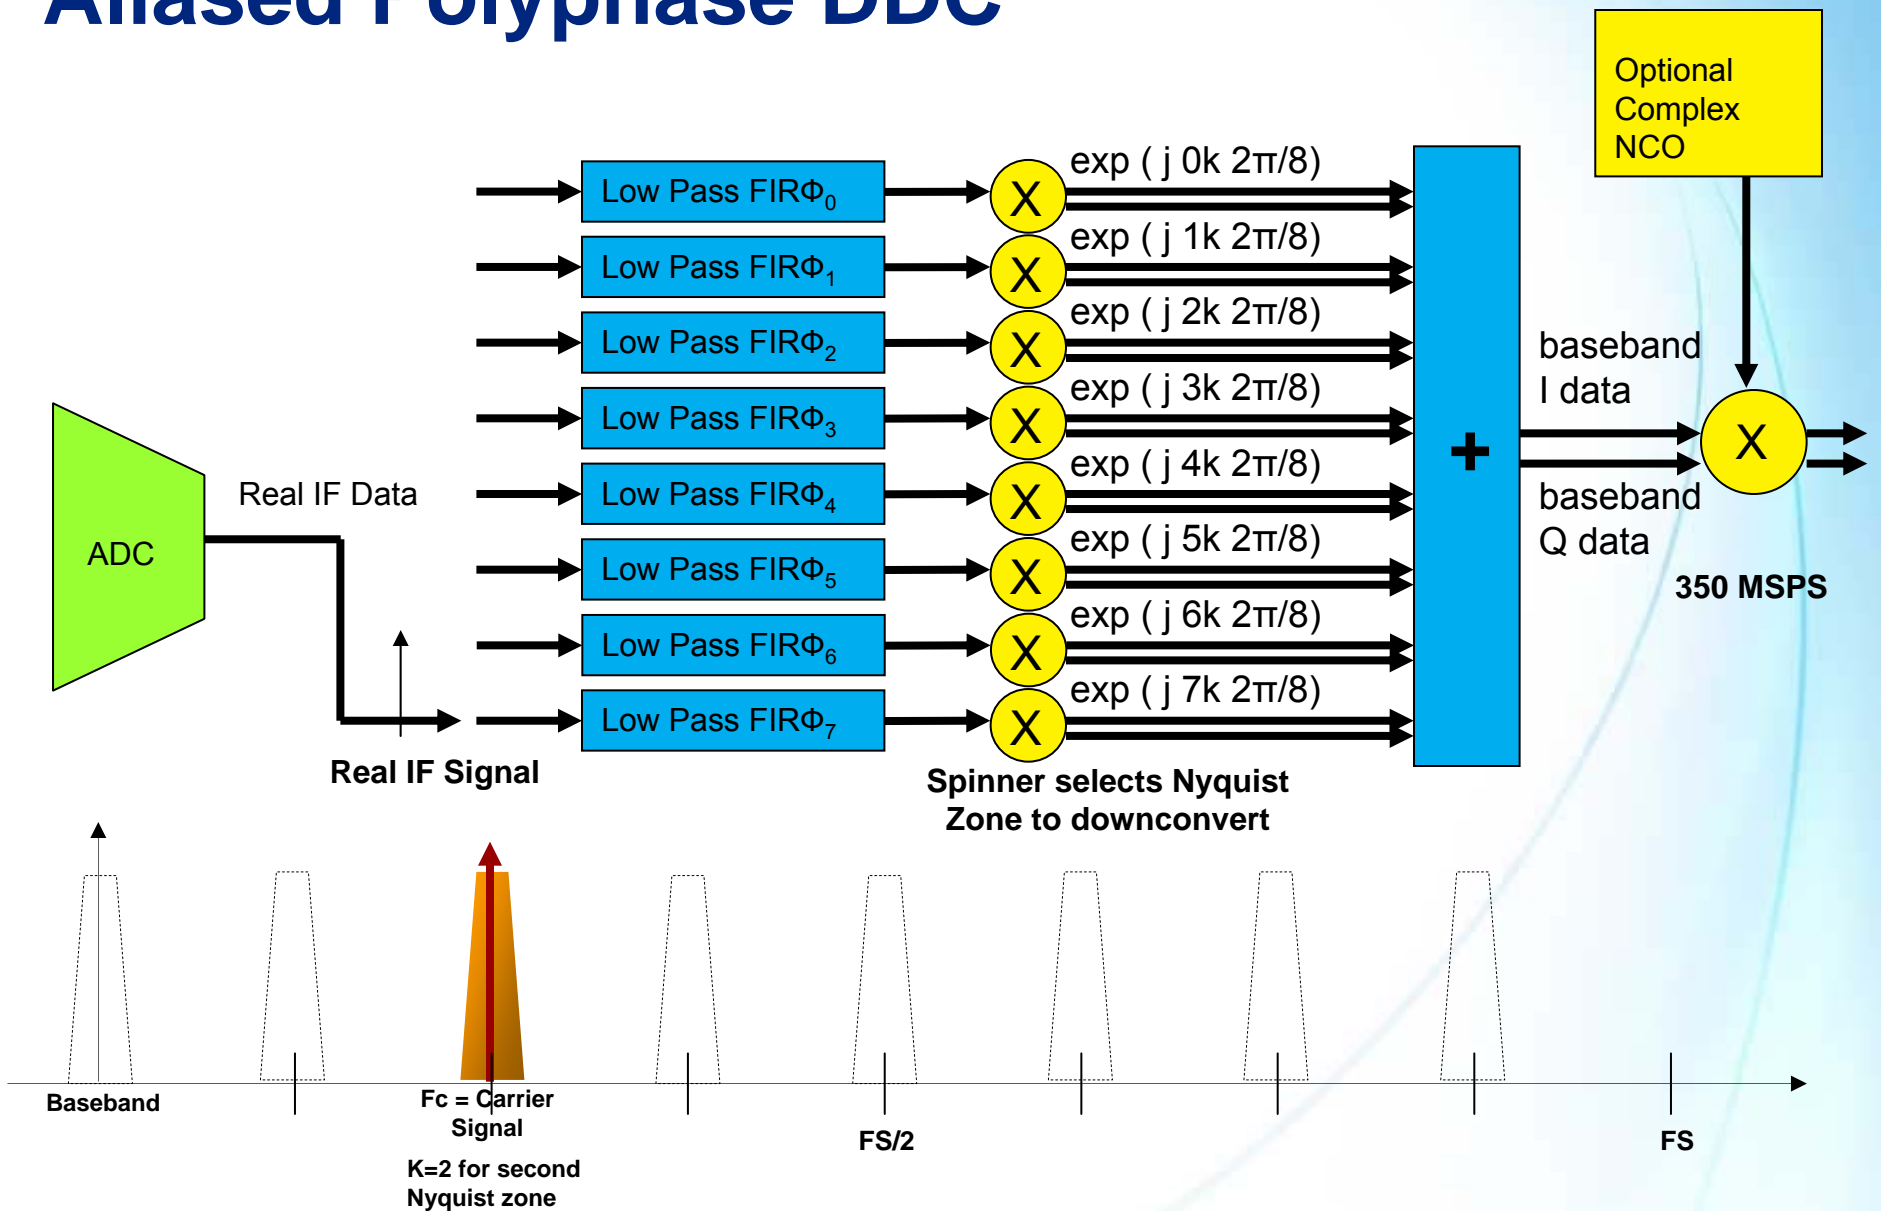 Aliased Polyphase DDC
Optional
Complex
NCO
Low Pass FIRΦ0
X
exp ( j 0k 2π/8)
Low Pass FIRΦ1
X
exp ( j 1k 2π/8)
Low Pass FIRΦ2
X
exp ( j 2k 2π/8)
Low Pass FIRΦ3
X
exp ( j 3k 2π/8)
Low Pass FIRΦ4
X
exp ( j 4k 2π/8)
Low Pass FIRΦ5
X
exp ( j 5k 2π/8)
Low Pass FIRΦ6
X
exp ( j 6k 2π/8)
Low Pass FIRΦ7
X
exp ( j 7k 2π/8)
+
baseband
I data
X
baseband
Q data
350 MSPS
ADC
Real IF Data
Real IF Signal
Spinner selects Nyquist
Zone to downconvert
Baseband
Fc = Carrier
Signal
K=2 for second
Nyquist zone
FS/2
FS